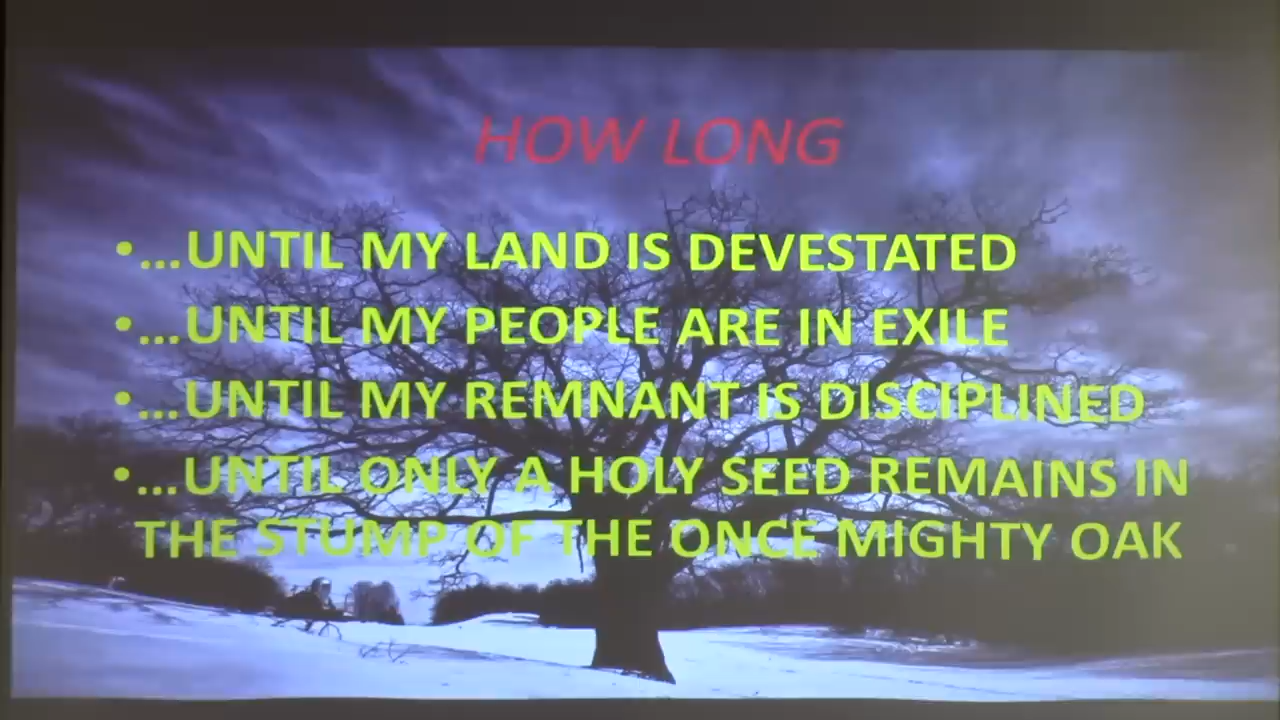 HOW LONG
• ...UNTIL MY LAND IS DEVESTATED
• ...UNTIL MY PEOPLE ARE IN EXILE
• ...UNTIL MY REMNANT IS DISCIPLINED
• ...UNTIL ONLY A HOLY SEED REMAINS IN
THE STUMP OF THE ONCE MIGHTY OAK